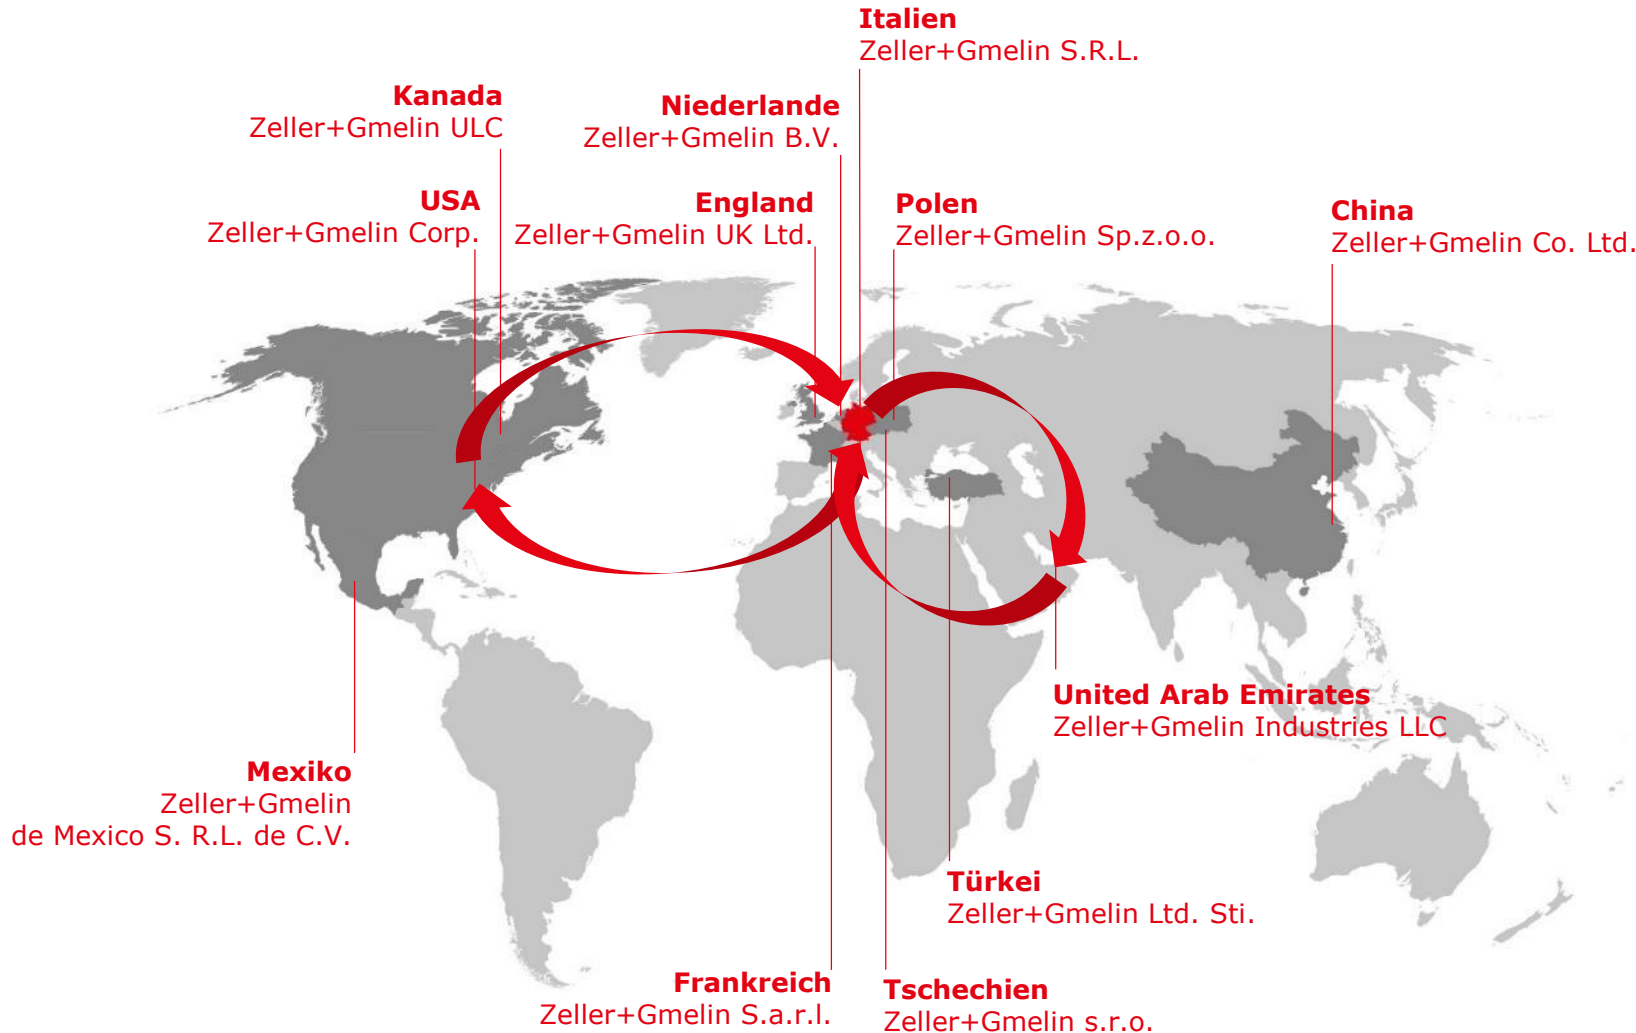 Italien
Zeller+Gmelin S.R.L.
Kanada
Zeller+Gmelin ULC
Niederlande
Zeller+Gmelin B.V.
USA
Zeller+Gmelin Corp.
England
Zeller+Gmelin UK Ltd.
Polen
Zeller+Gmelin Sp.z.o.o.
China
Zeller+Gmelin Co. Ltd.
United Arab Emirates
Zeller+Gmelin Industries LLC
Mexiko
Zeller+Gmelin
de Mexico S. R.L. de C.V.
Türkei
Zeller+Gmelin Ltd. Sti.
Frankreich
Zeller+Gmelin S.a.r.l.
Tschechien
Zeller+Gmelin s.r.o.